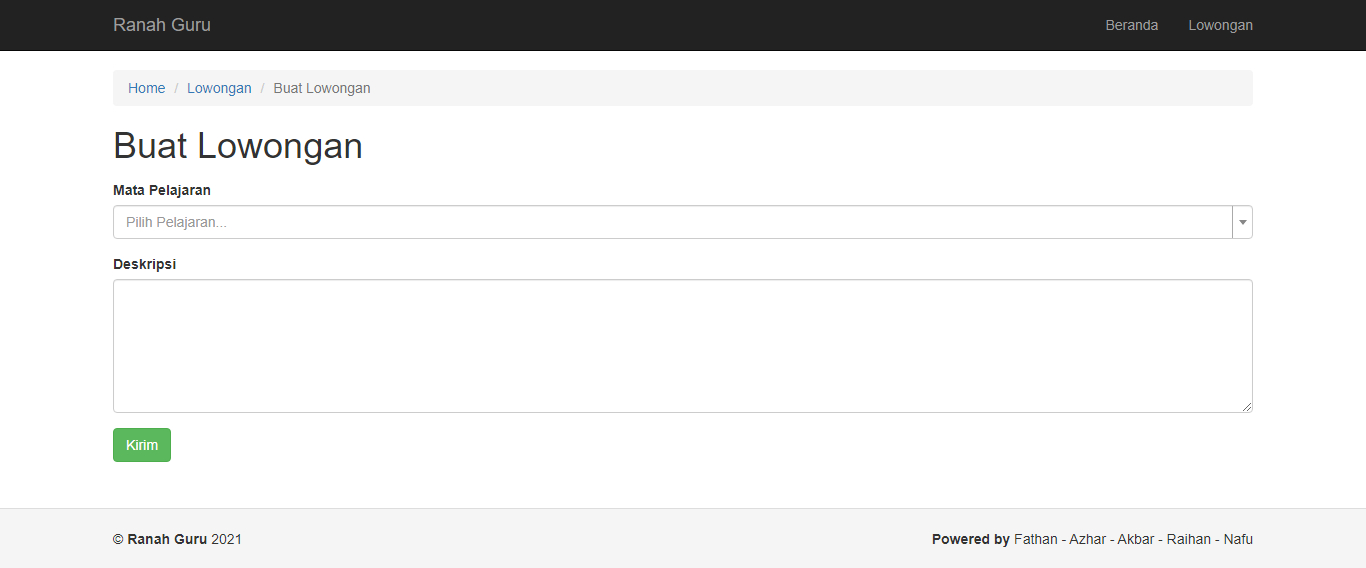 Ranah Guru Beranda Lowongan
Home / Lowongan / Buat Lowongan
Buat Lowongan
Mata Pelajaran
Pilih Pelajaran...
Deskripsi
Kirim
© Ranah Guru 2021 Powered by Fathan - Azhar - Akbar - Raihan - Nafu